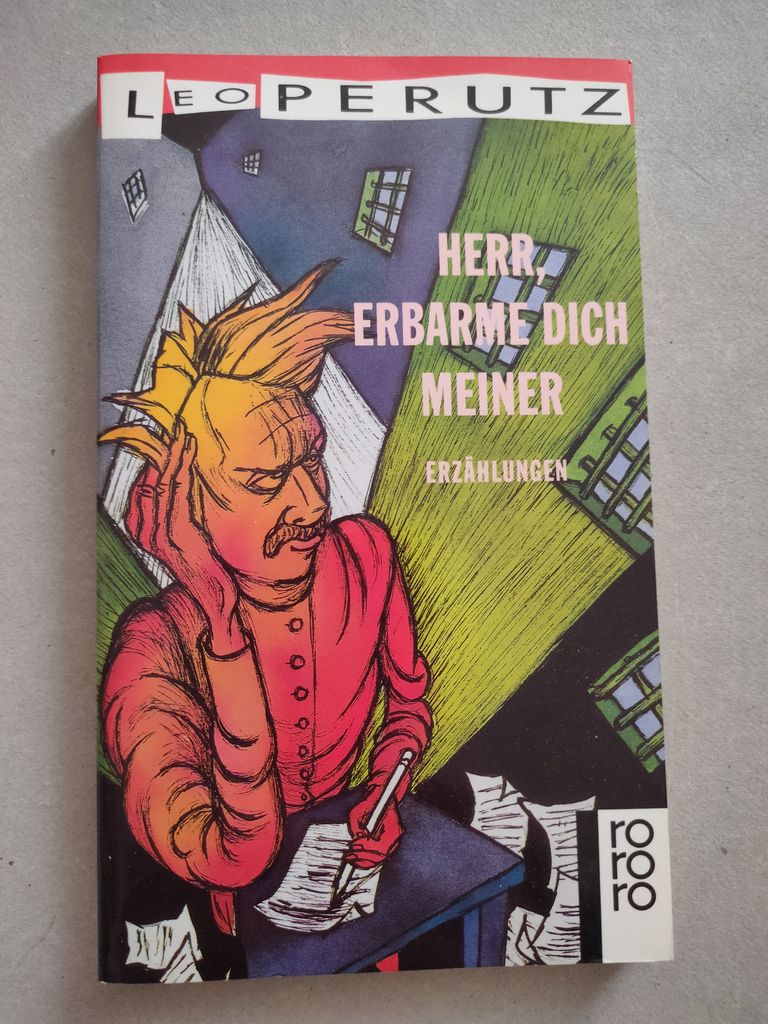 LEO PERUTZ
HERR,
ERBARME DICH
MEINER
ERZÄHLUNGEN
ro
ro
ro